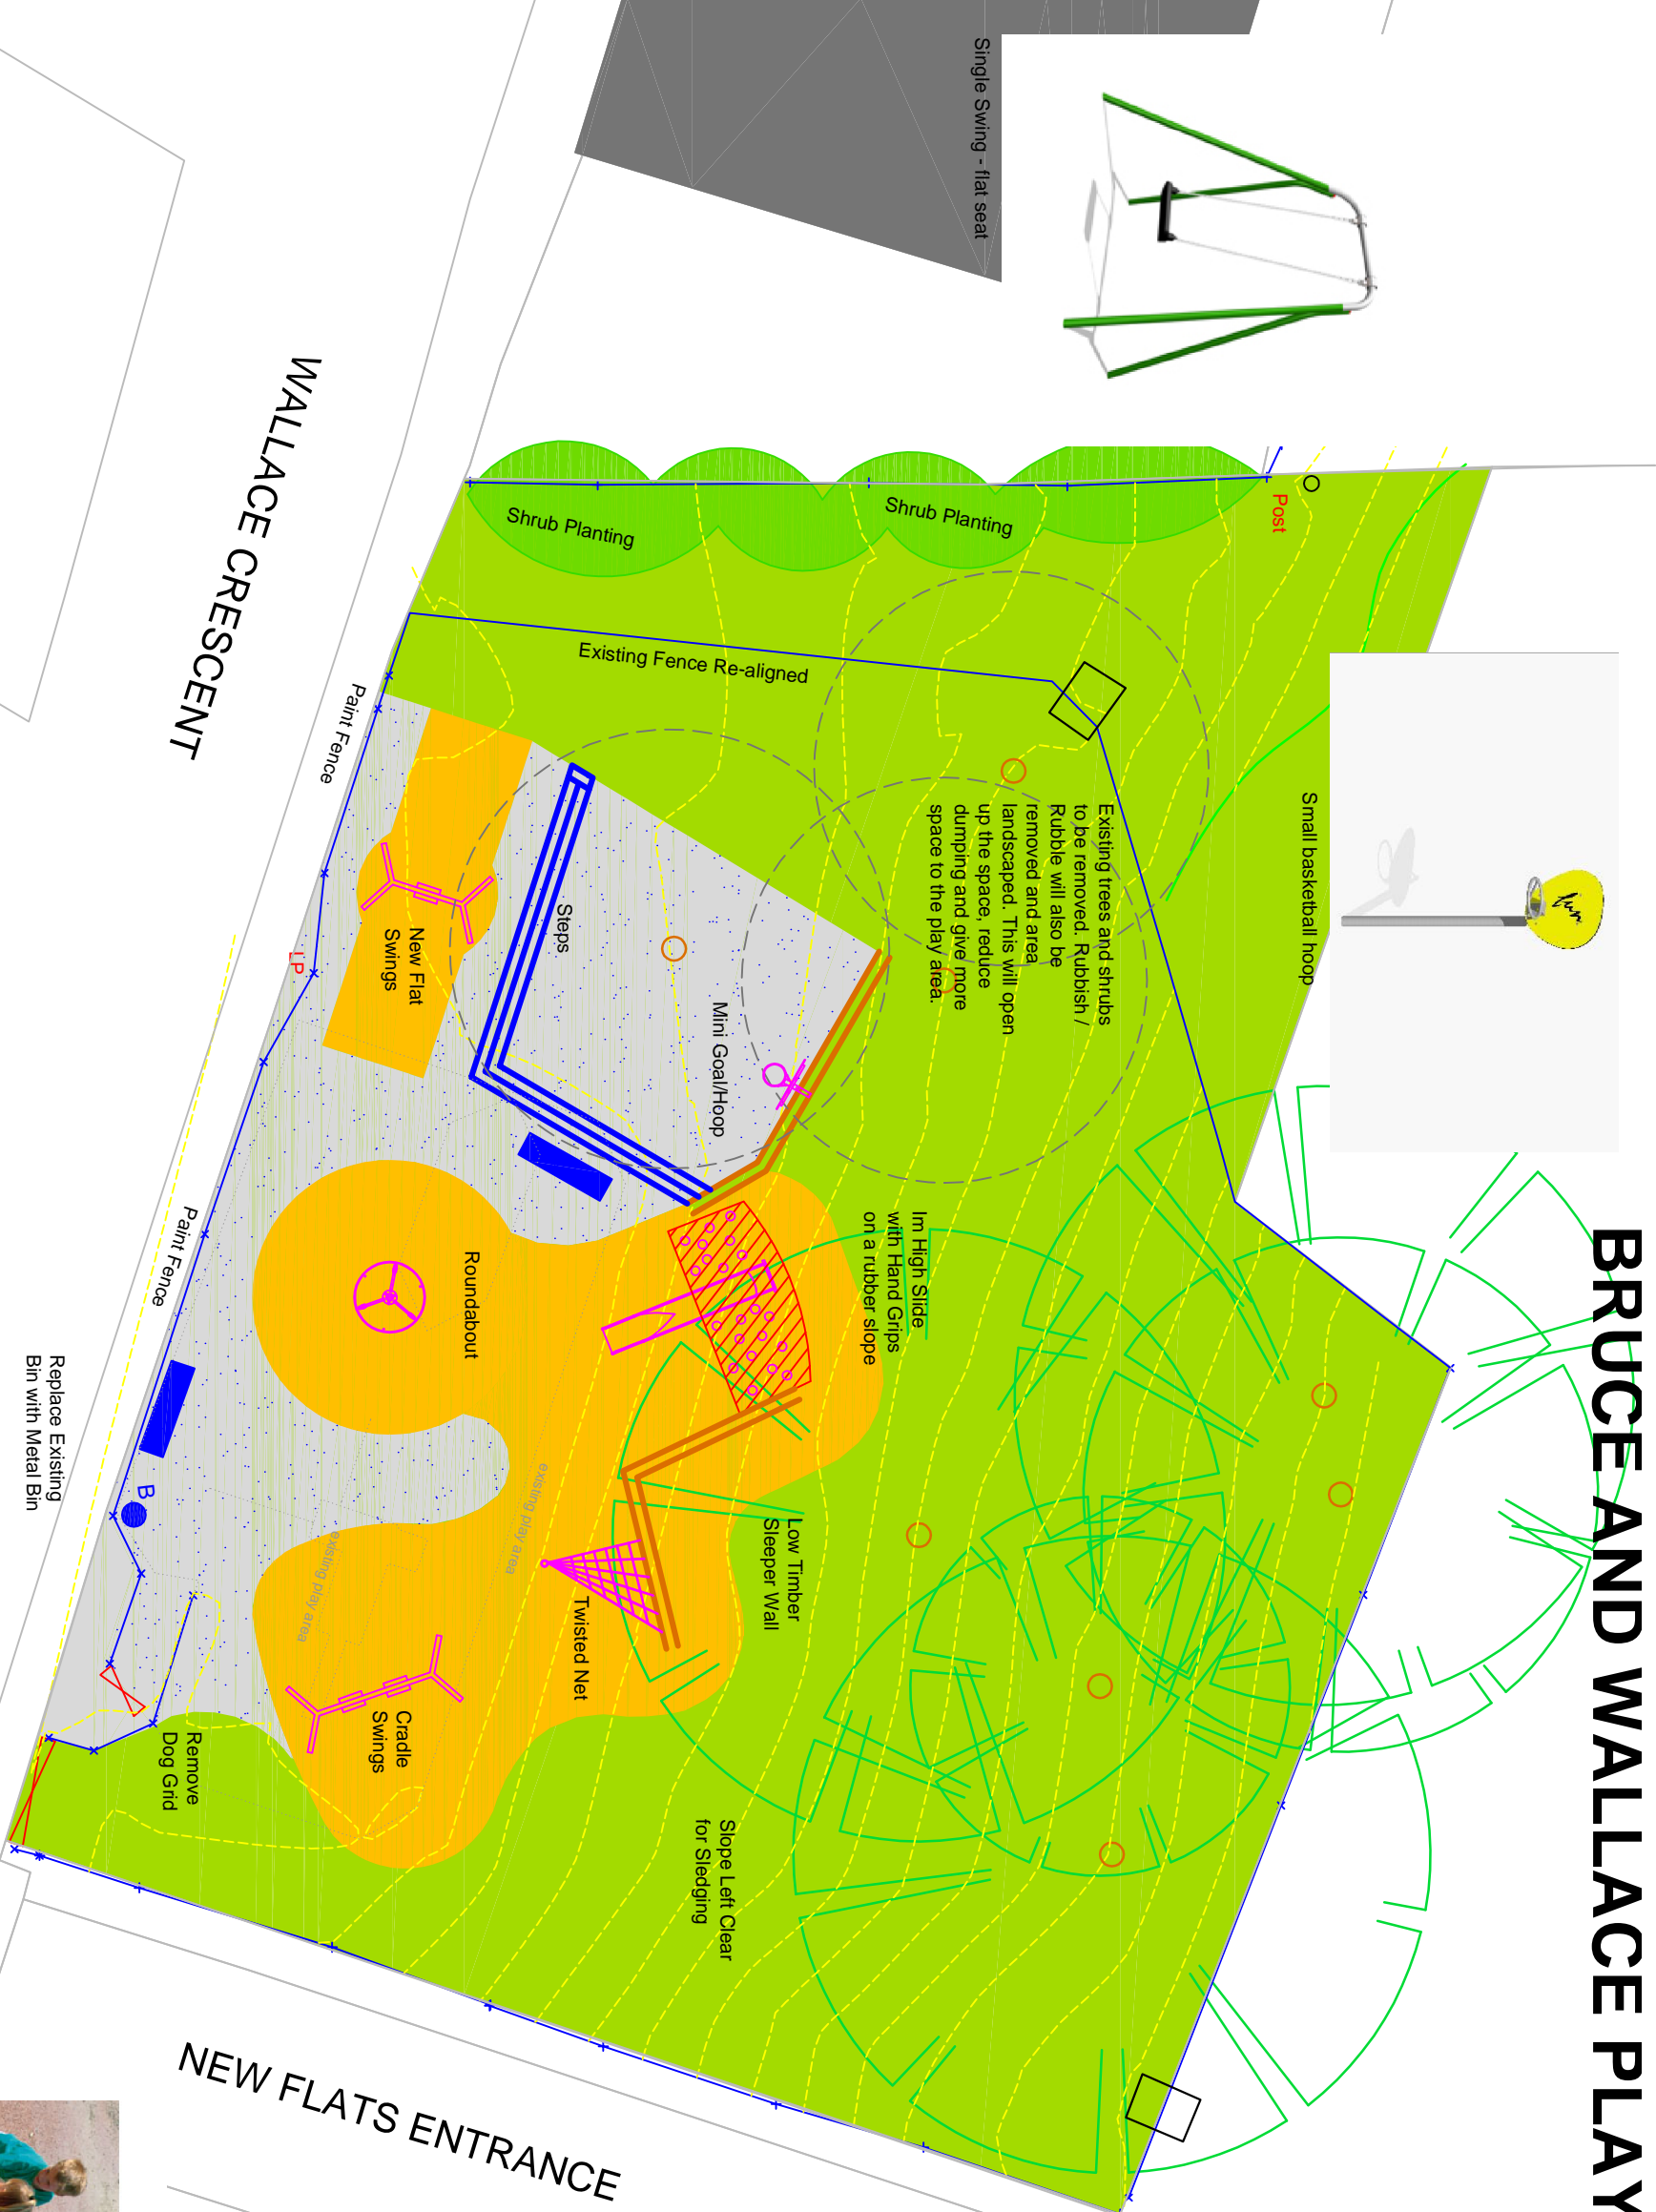 BRUCE AND WALLACE PLAY
Single Swing - flat seat
Small basketball hoop
Post
Shrub Planting
Shrub Planting
Existing Fence Re-aligned
Existing trees and shrubs
to be removed. Rubbish /
Rubble will also be
removed and area
landscaped. This will open
up the space, reduce
dumping and give more
space to the play area.
WALLACE CRESCENT
Paint Fence
Steps
New Flat
Swings
LP
Mini Goal/Hoop
1m High Slide
with Hand Grips
on a rubber slope
Roundabout
Paint Fence
Low Timber
Sleeper Wall
Twisted Net
existing play area
existing play area
Replace Existing
Bin with Metal Bin
B
Cradle
Swings
Remove
Dog Grid
Slope Left Clear
for Sledging
NEW FLATS ENTRANCE
fun